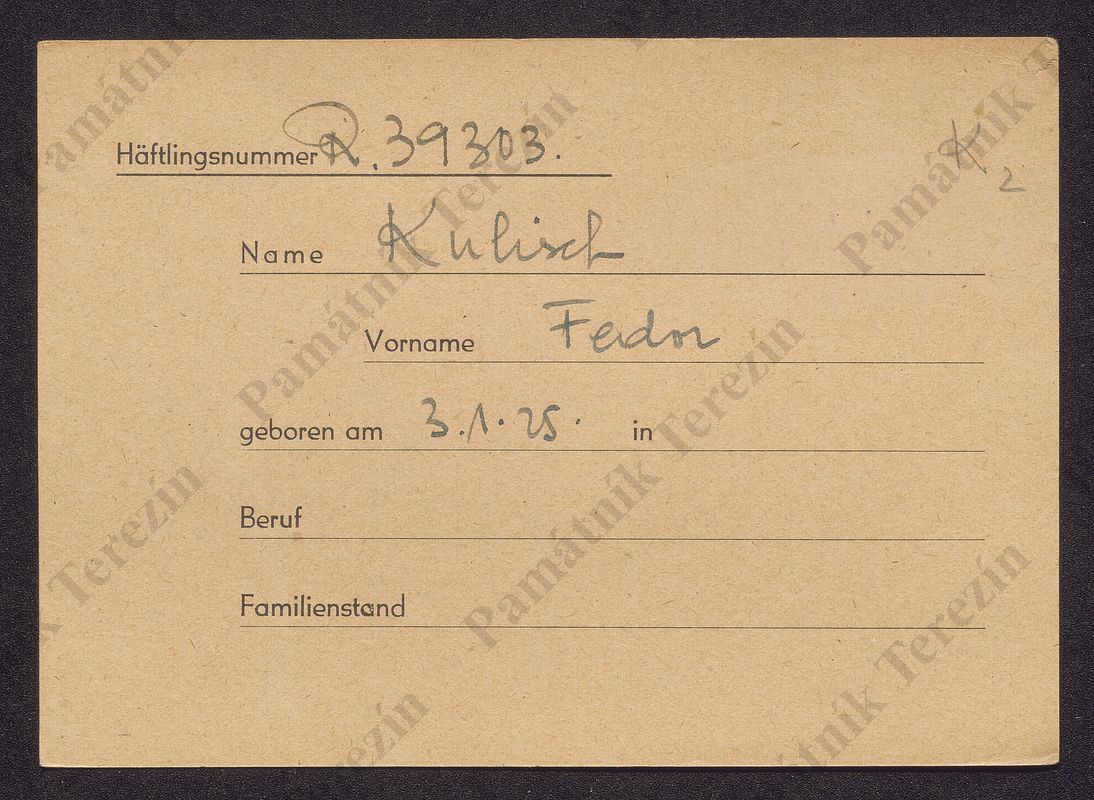 Häftlingsnummer R. 39303.
K 2
Name Kulisch
Vorname Fedor
geboren am 3.1.25. in
Beruf
Familienstand
Památník Terezín